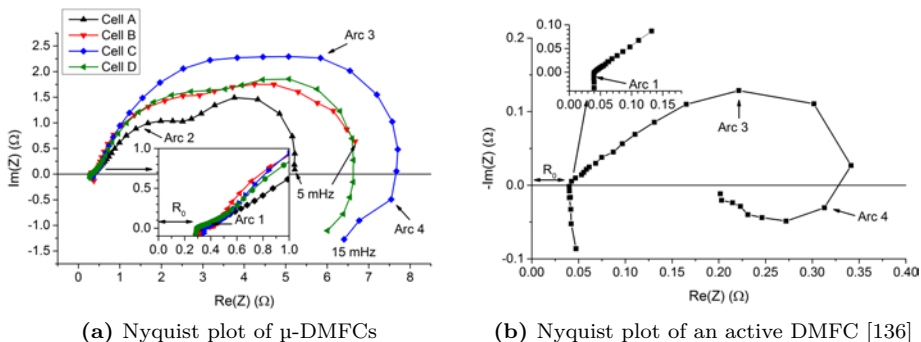 Cell A
Cell B
Cell C
Cell D
Arc 3
Arc 2
5 mHz
R₀
Arc 1
Arc 4
15 mHz
2.5
2.0
1.5
1.0
0.5
0.0
-0.5
-1.0
-1.5
Im(Z) (Ω)
1.0
0.5
0.0
0.0 0.2 0.4 0.6 0.8 1.0
0 1 2 3 4 5 6 7 8
Re(Z) (Ω)
(a) Nyquist plot of µ-DMFCs
0.10
0.05
0.00
0.00 0.05 0.10 0.15
Arc 1
Arc 3
R₀
Arc 4
0.2
0.1
0.0
-0.1
-Im(Z) (Ω)
0.00 0.05 0.10 0.15 0.20 0.25 0.30 0.35 0.40
Re(Z) (Ω)
(b) Nyquist plot of an active DMFC [136]